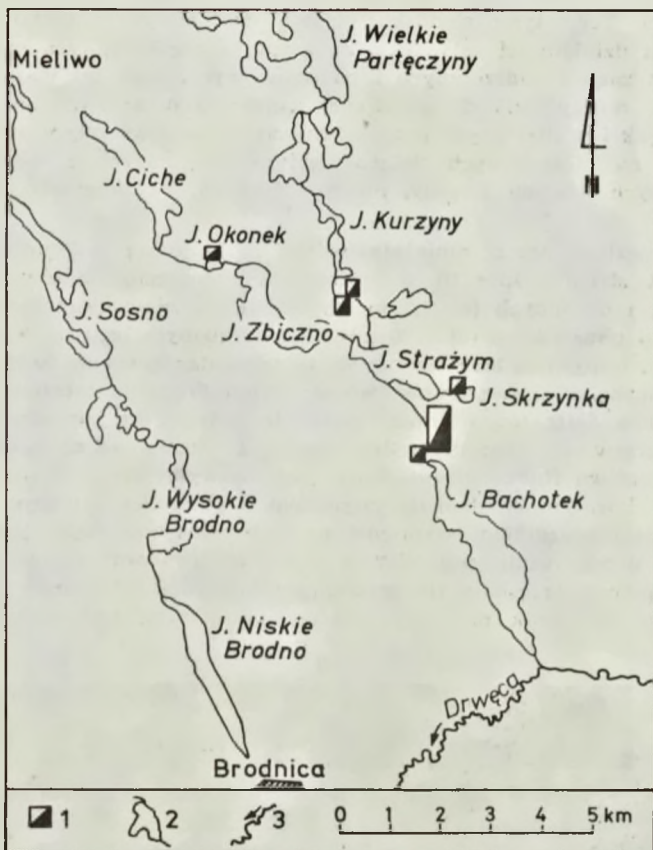 J. Wielkie
Partęczyny
Mieliwo
N
J. Ciche
J. Kurzyny
J. Okonek
J. Sosno
J. Zbiczno
J. Strażym
J. Skrzynka
J. Wysokie
Brodno
J. Bachotek
J. Niskie
Brodno
Drwęca
Brodnica
1 2 3 0 1 2 3 4 5 km